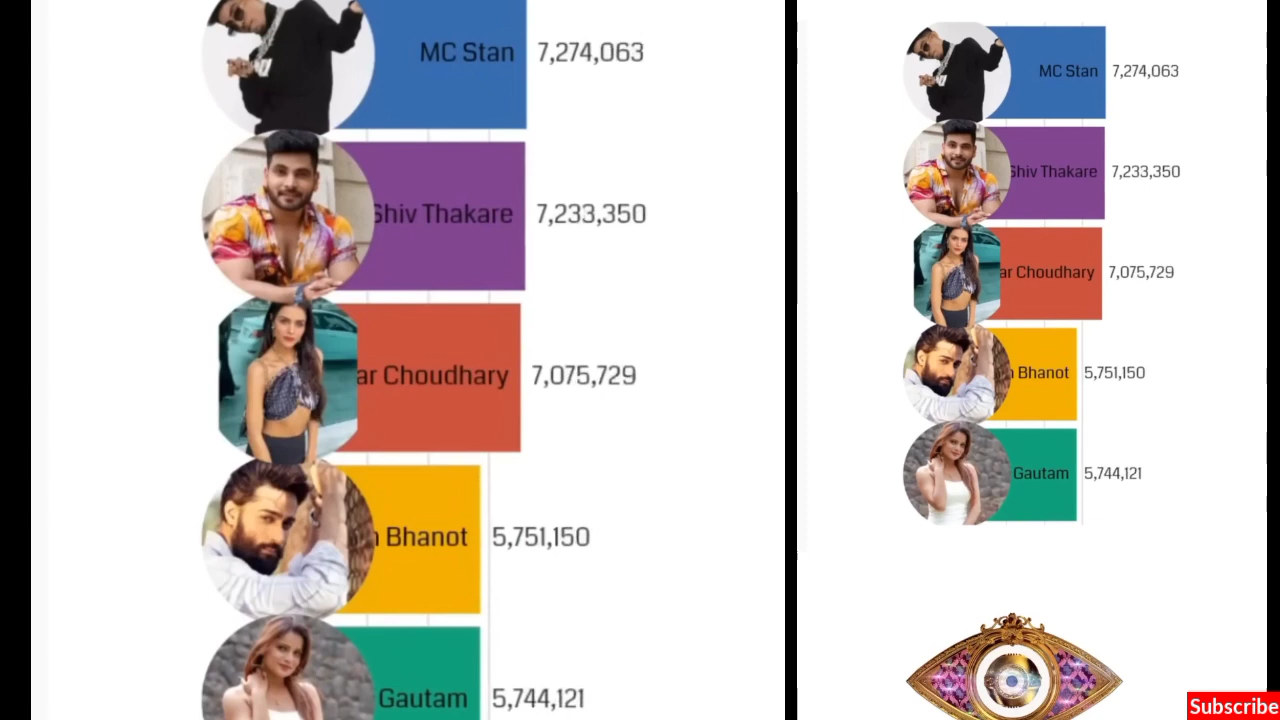 MC Stan 7,274,063
Shiv Thakare 7,233,350
ar Choudhary 7,075,729
Bhanot 5,751,150
Gautam 5,744,121
MC Stan 7,274,063
Shiv Thakare 7,233,350
ar Choudhary 7,075,729
Bhanot 5,751,150
Gautam 5,744,121
Subscribe